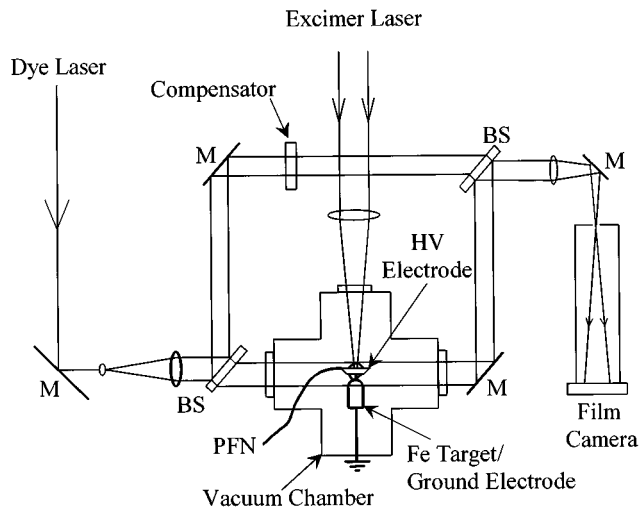 Excimer Laser
Dye Laser
Compensator
BS
M
M
HV
Electrode
M
BS
M
Film
Camera
PFN
Fe Target/
Ground Electrode
Vacuum Chamber